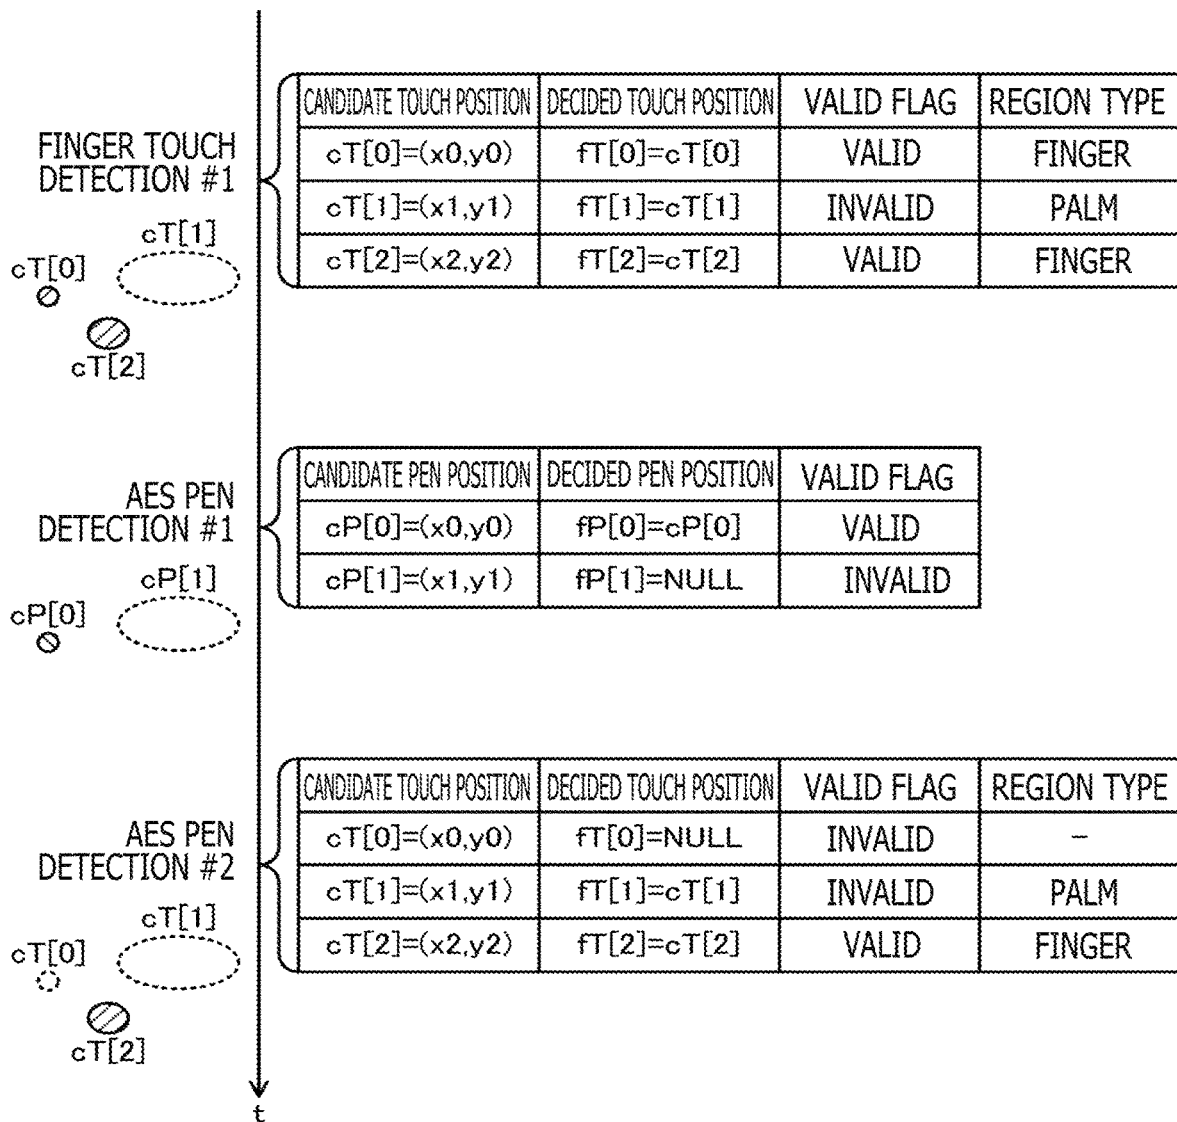 CANDIDATE TOUCH POSITION DECIDED TOUCH POSITION VALID FLAG REGION TYPE
cT[0]=(x0,y0) fT[0]=cT[0] VALID FINGER
cT[1]=(x1,y1) fT[1]=cT[1] INVALID PALM
cT[2]=(x2,y2) fT[2]=cT[2] VALID FINGER
FINGER TOUCH
DETECTION #1
cT[1]
cT[0]
cT[2]
CANDIDATE PEN POSITION DECIDED PEN POSITION VALID FLAG
cP[0]=(x0,y0) fP[0]=cP[0] VALID
cP[1]=(x1,y1) fP[1]=NULL INVALID
AES PEN
DETECTION #1
cP[1]
cP[0]
CANDIDATE TOUCH POSITION DECIDED TOUCH POSITION VALID FLAG REGION TYPE
cT[0]=(x0,y0) fT[0]=NULL INVALID –
cT[1]=(x1,y1) fT[1]=cT[1] INVALID PALM
cT[2]=(x2,y2) fT[2]=cT[2] VALID FINGER
AES PEN
DETECTION #2
cT[1]
cT[0]
cT[2]
t